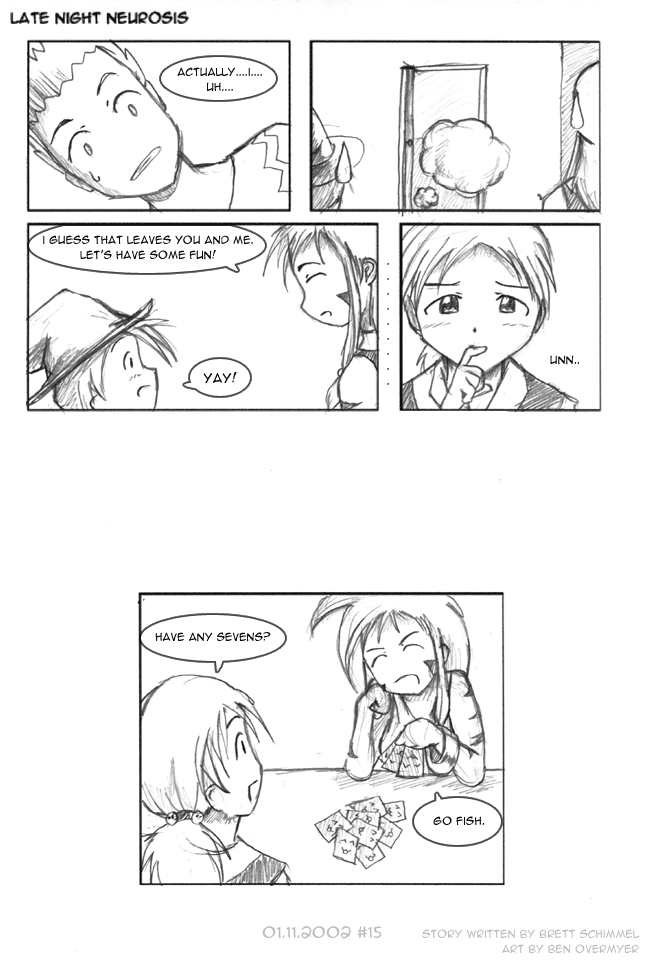 LATE NIGHT NEUROSIS
ACTUALLY....I....
UH....
I GUESS THAT LEAVES YOU AND ME.
LET'S HAVE SOME FUN!
YAY!
UNN..
HAVE ANY SEVENS?
GO FISH.
01.11.2002 #15
STORY WRITTEN BY BRETT SCHIMMEL
ART BY BEN OVERMYER